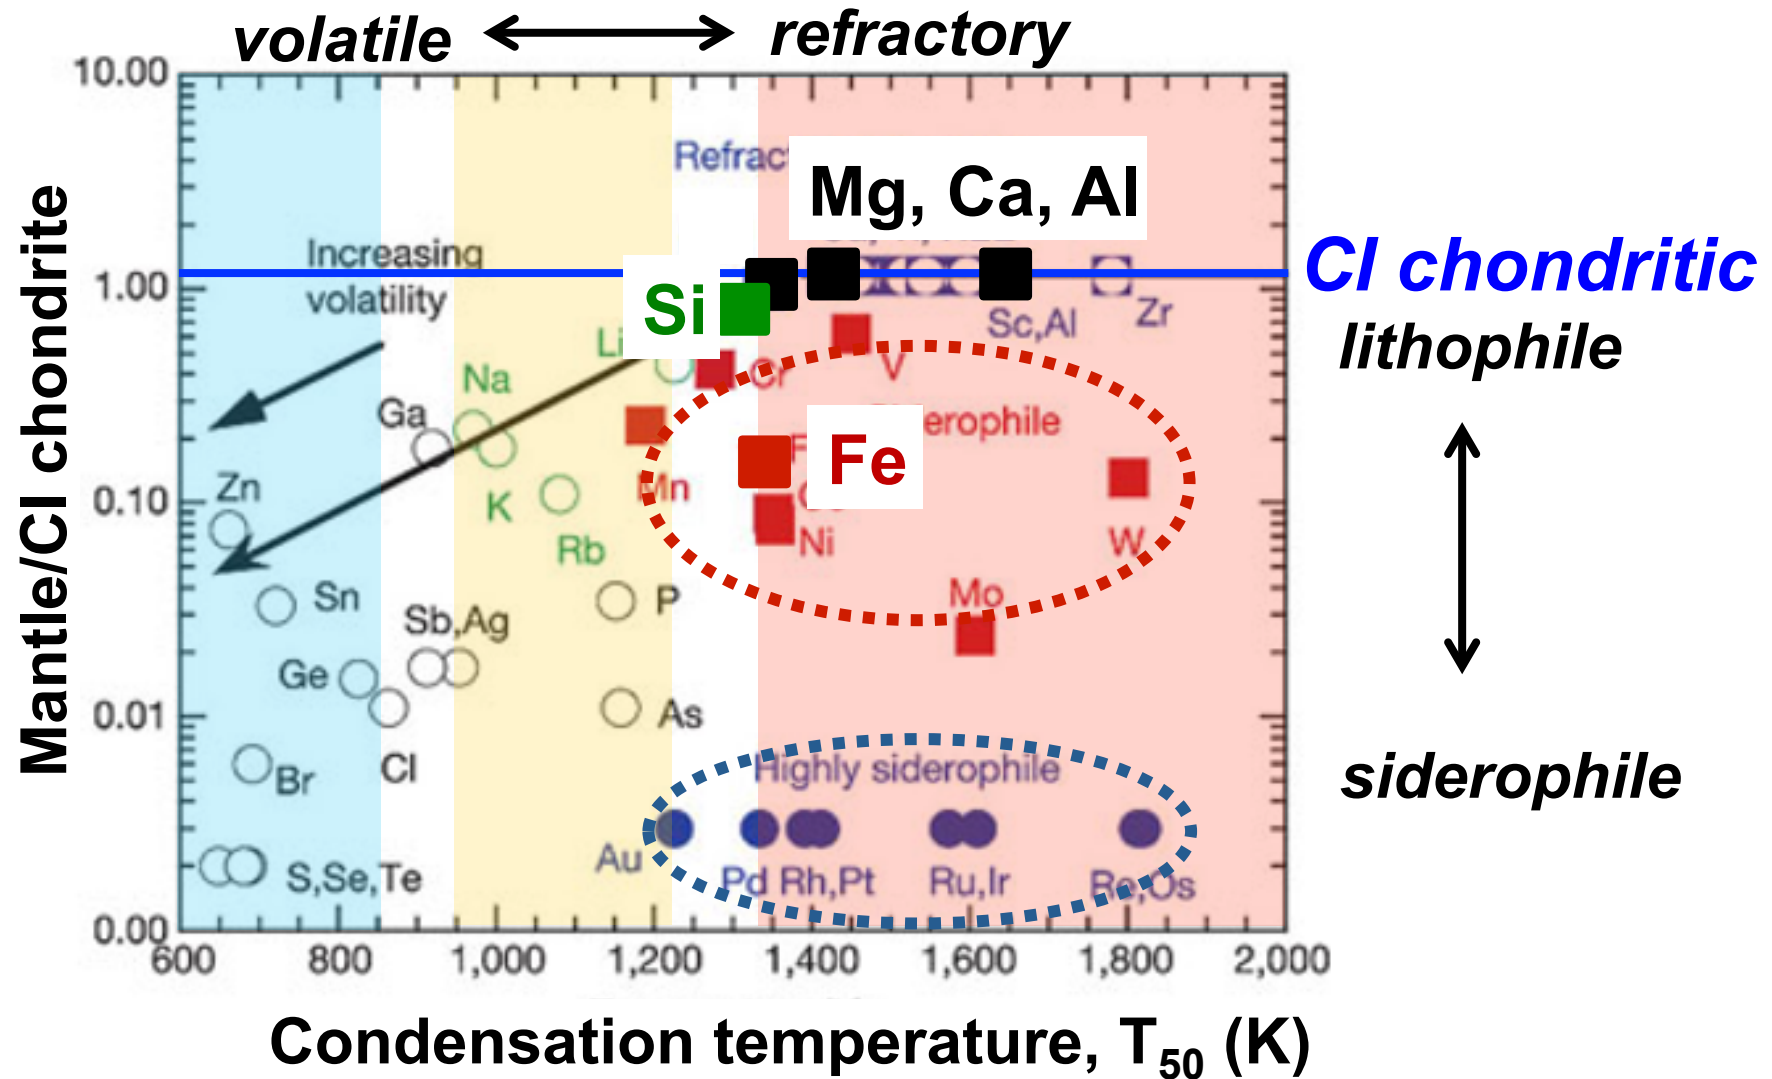 volatile refractory
10.00
Mg, Ca, Al
Increasing
volatility
CI chondritic
1.00
Si
Sc,Al
Zr
lithophile
Li
Cr
V
Na
Ga
Fe
Zn
0.10
K
Mn
Rb
Ni
W
Sn
P
Mo
Sb,Ag
Ge
0.01
As
Br
Cl
Highly siderophile
siderophile
S,Se,Te
Au
Pd
Rh,Pt
Ru,Ir
Re,Os
0.00
600 800 1,000 1,200 1,400 1,600 1,800 2,000
Condensation temperature, T50 (K)
Mantle/CI chondrite